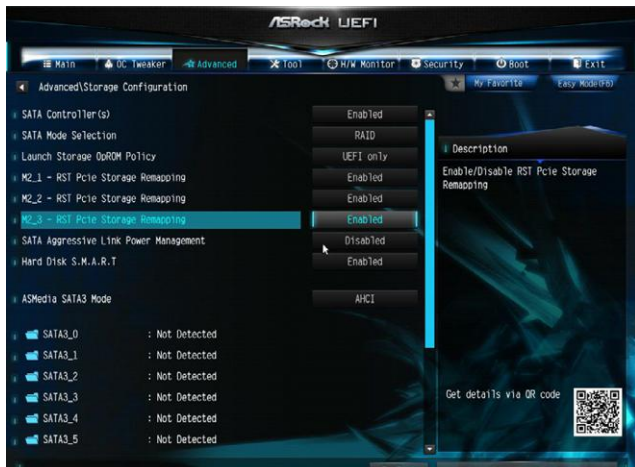 ASRock UEFI
Main OC Tweaker Advanced Tool H/W Monitor Security Boot Exit
Advanced\Storage Configuration
My Favorite Easy Mode(F6)
SATA Controller(s) Enabled
SATA Mode Selection RAID
Launch Storage OpROM Policy UEFI only
M2_1 - RST Pcie Storage Remapping Enabled
M2_2 - RST Pcie Storage Remapping Enabled
M2_3 - RST Pcie Storage Remapping Enabled
SATA Aggressive Link Power Management Disabled
Hard Disk S.M.A.R.T Enabled
ASMedia SATA3 Mode AHCI
SATA3_0 : Not Detected
SATA3_1 : Not Detected
SATA3_2 : Not Detected
SATA3_3 : Not Detected
SATA3_4 : Not Detected
SATA3_5 : Not Detected
Description
Enable/Disable RST Pcie Storage
Remapping
Get details via QR code